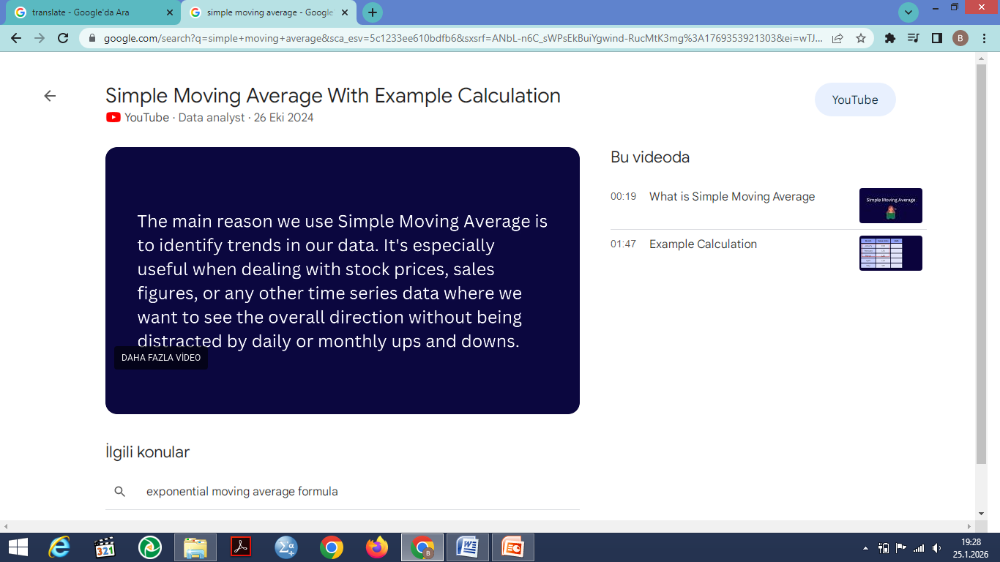 translate - Google'da Ara
simple moving average - Google'
google.com/search?q=simple+moving+average&sca_esv=5c1233ee610bdfb6&sxsrf=ANbL-n6C_sWPsEkBuiYgwind-RucMtK3mg%3A1769353921303&ei=wTJ...
B
Simple Moving Average With Example Calculation
YouTube
YouTube · Data analyst · 26 Eki 2024
The main reason we use Simple Moving Average is
to identify trends in our data. It's especially
useful when dealing with stock prices, sales
figures, or any other time series data where we
want to see the overall direction without being
distracted by daily or monthly ups and downs.
DAHA FAZLA VİDEO
Bu videoda
00:19 What is Simple Moving Average
Simple Moving Average
01:47 Example Calculation
İlgili konular
exponential moving average formula
321
Σα
B
19:28
25.1.2026